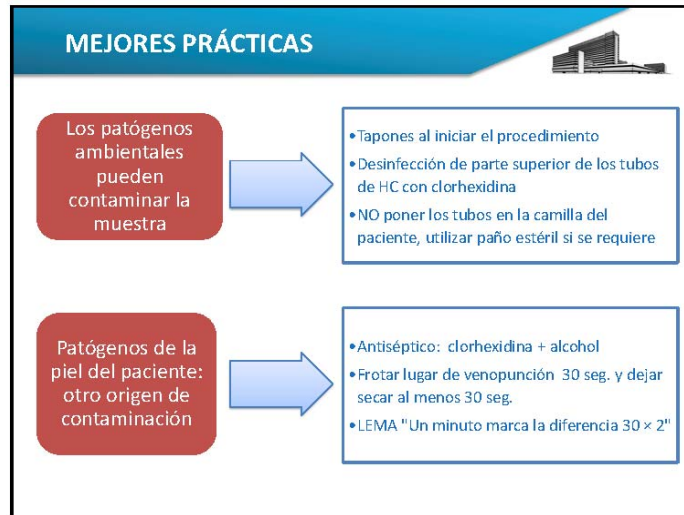 MEJORES PRÁCTICAS
Los patógenos
ambientales
pueden
contaminar la
muestra
•Tapones al iniciar el procedimiento
•Desinfección de parte superior de los tubos
de HC con clorhexidina
•NO poner los tubos en la camilla del
paciente, utilizar paño estéril si se requiere
Patógenos de la
piel del paciente:
otro origen de
contaminación
•Antiséptico: clorhexidina + alcohol
•Frotar lugar de venopunción 30 seg. y dejar
secar al menos 30 seg.
•LEMA "Un minuto marca la diferencia 30 × 2"